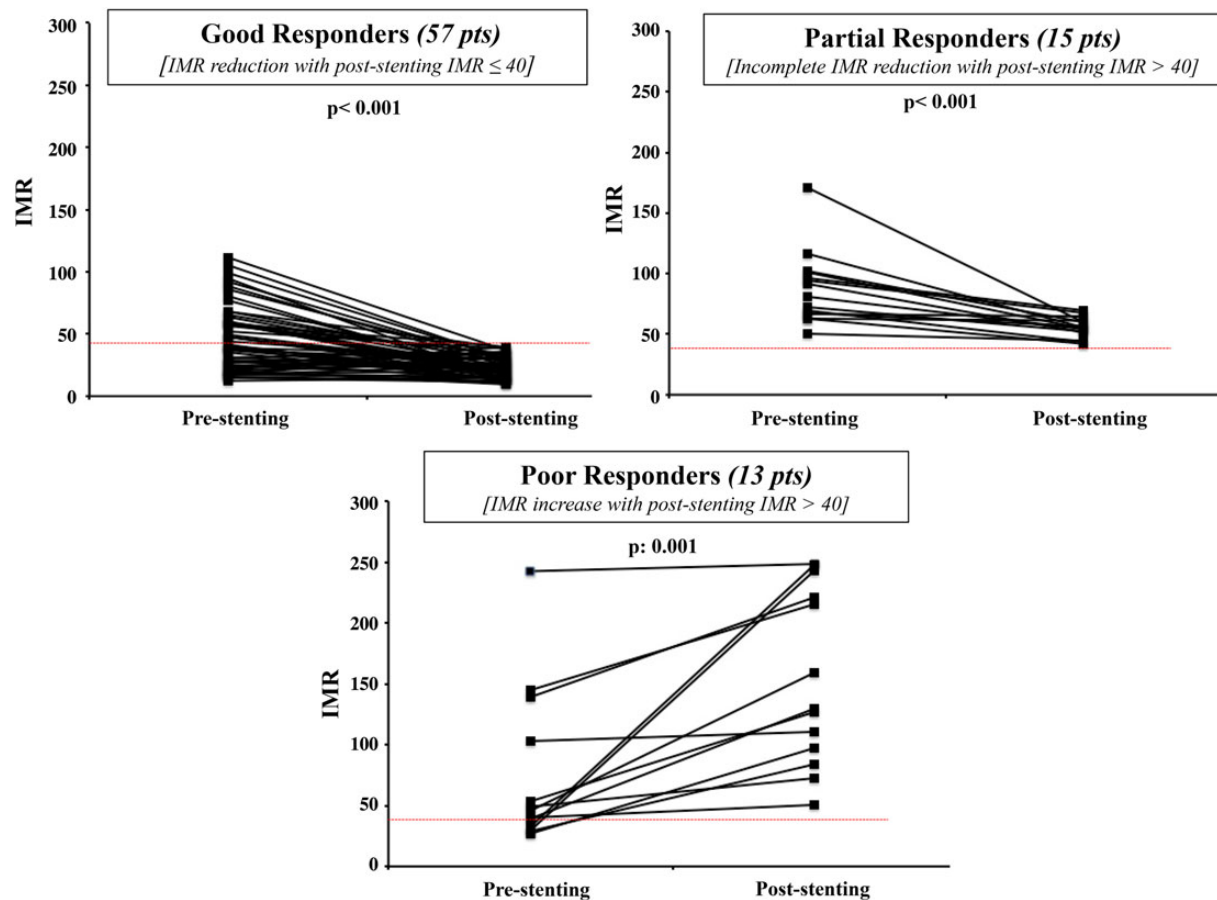 Good Responders (57 pts)
[IMR reduction with post-stenting IMR ≤ 40]
p< 0.001
300
250
200
150
100
50
0
IMR
Pre-stenting
Post-stenting
Partial Responders (15 pts)
[Incomplete IMR reduction with post-stenting IMR > 40]
p< 0.001
300
250
200
150
100
50
0
IMR
Pre-stenting
Post-stenting
Poor Responders (13 pts)
[IMR increase with post-stenting IMR > 40]
p: 0.001
300
250
200
150
100
50
0
IMR
Pre-stenting
Post-stenting